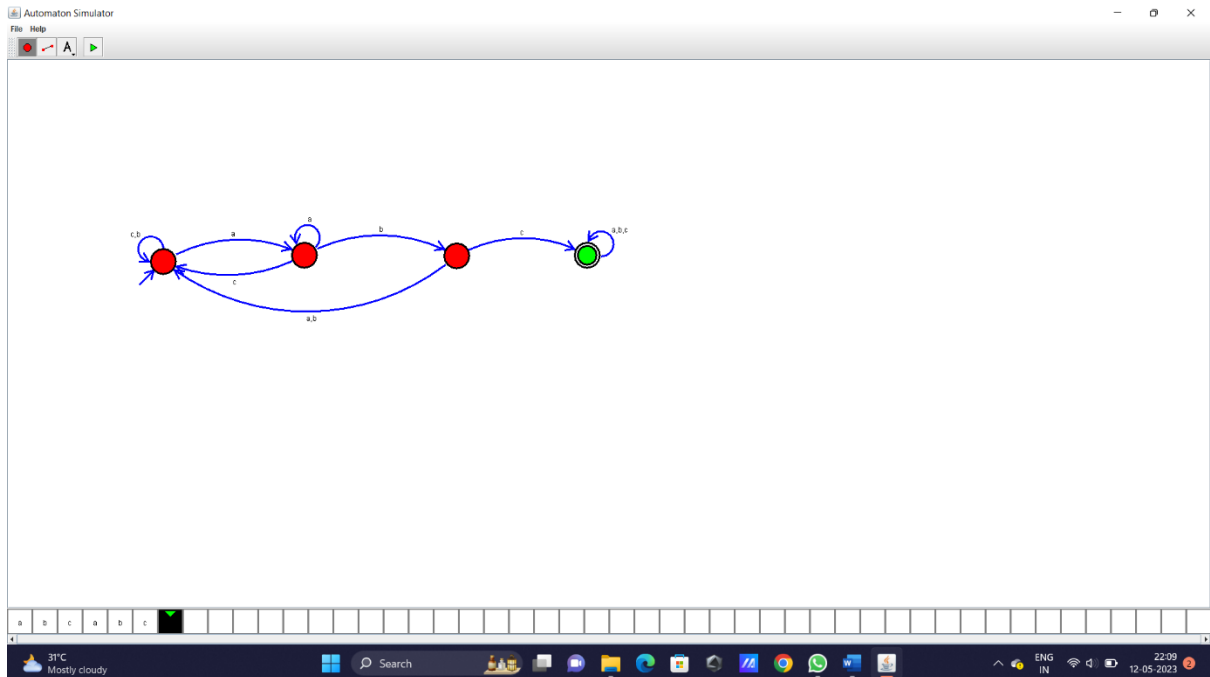 Automaton Simulator
File Help
A
a
a
b
c
a,b,c
c,b
c
a,b
a b c a b c
31°C
Mostly cloudy
Search
ENG
IN
22:09
12-05-2023
2